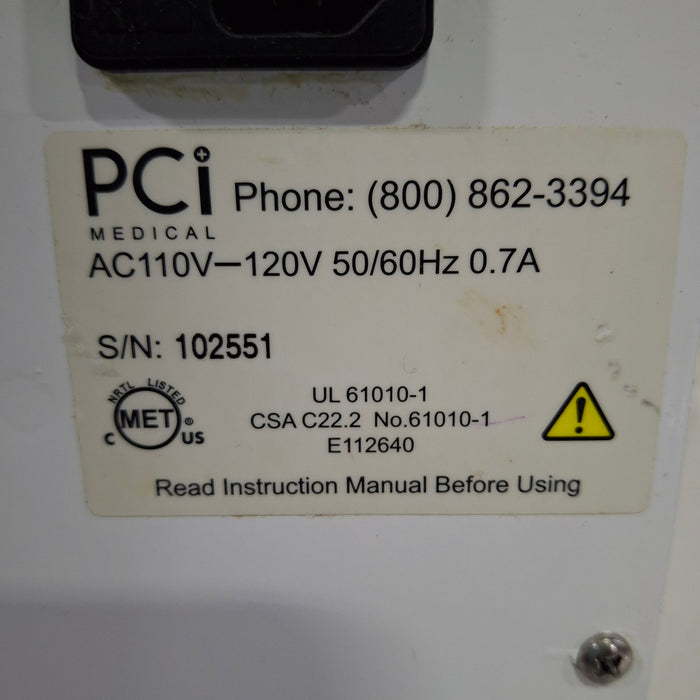 PCi Phone: (800) 862-3394
MEDICAL
AC110V—120V 50/60Hz 0.7A
S/N: 102551
NRTL LISTED
C MET ® US
UL 61010-1
CSA C22.2 No.61010-1
E112640
Read Instruction Manual Before Using